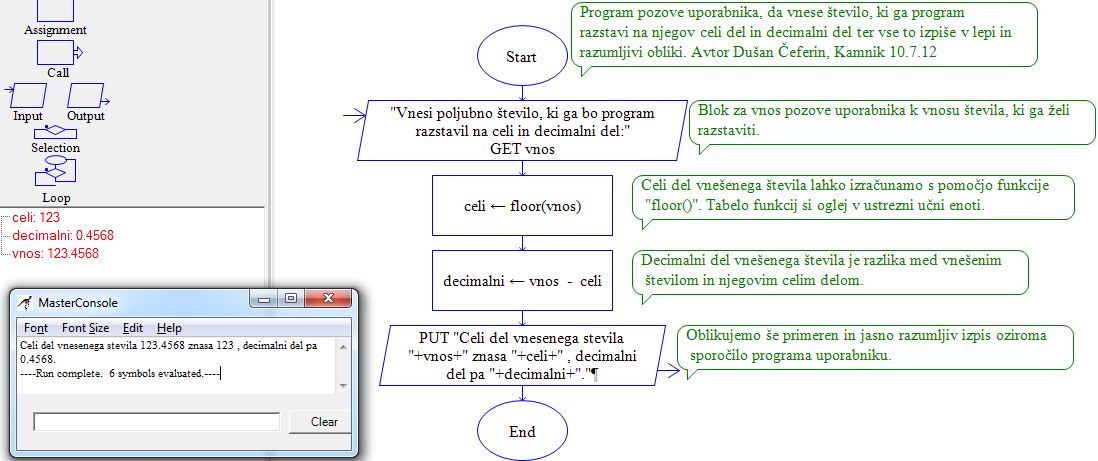 Assignment
Call
Input
Output
Selection
Loop
celi: 123
decimalni: 0.4568
vnos: 123.4568
MasterConsole
Font Font Size Edit Help
Celi del vnesenega stevila 123.4568 znasa 123 , decimalni del pa
0.4568.
----Run complete.  6 symbols evaluated.----
Clear
Program pozove uporabnika, da vnese število, ki ga program
razstavi na njegov celi del in decimalni del ter vse to izpiše v lepi in
razumljivi obliki. Avtor Dušan Čeferin, Kamnik 10.7.12
Start
"Vnesi poljubno število, ki ga bo program
razstavil na celi in decimalni del:"
GET vnos
Blok za vnos pozove uporabnika k vnosu števila, ki ga želi
razstaviti.
celi ← floor(vnos)
Celi del vnešenega števila lahko izračunamo s pomočjo funkcije
"floor()". Tabelo funkcij si oglej v ustrezni učni enoti.
decimalni ← vnos - celi
Decimalni del vnešenega števila je razlika med vnešenim
številom in njegovim celim delom.
PUT "Celi del vnesenega stevila
"+vnos+" znasa "+celi+" , decimalni
del pa "+decimalni+"."¶
Oblikujemo še primeren in jasno razumljiv izpis oziroma
sporočilo programa uporabniku.
End